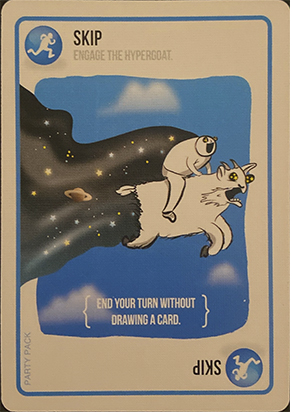 SKIP
ENGAGE THE HYPERGOAT.
END YOUR TURN WITHOUT
DRAWING A CARD.
PARTY PACK
SKIP